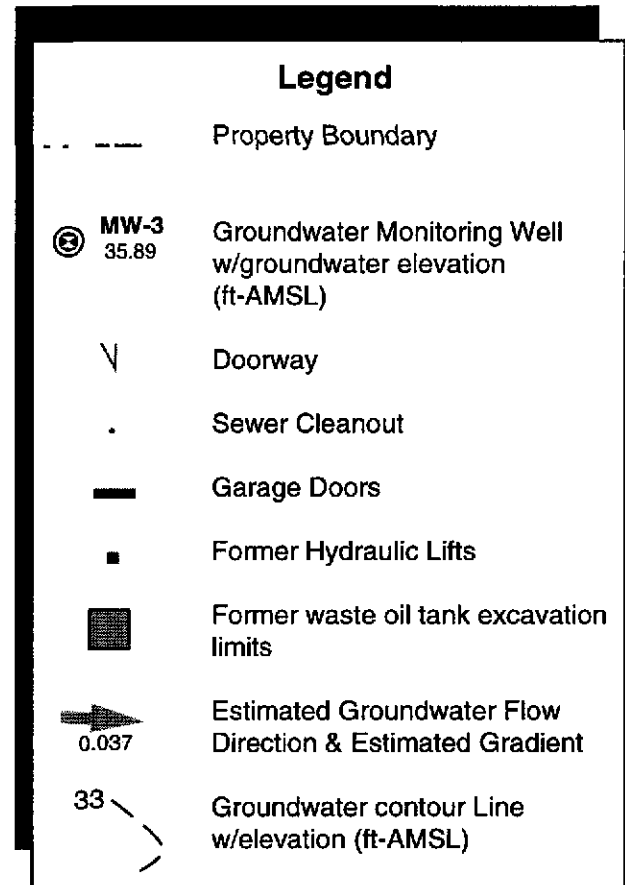 Legend
Property Boundary
MW-3
35.89
Groundwater Monitoring Well
w/groundwater elevation
(ft-AMSL)
Doorway
Sewer Cleanout
Garage Doors
Former Hydraulic Lifts
Former waste oil tank excavation
limits
Estimated Groundwater Flow
Direction & Estimated Gradient
0.037
33
Groundwater contour Line
w/elevation (ft-AMSL)